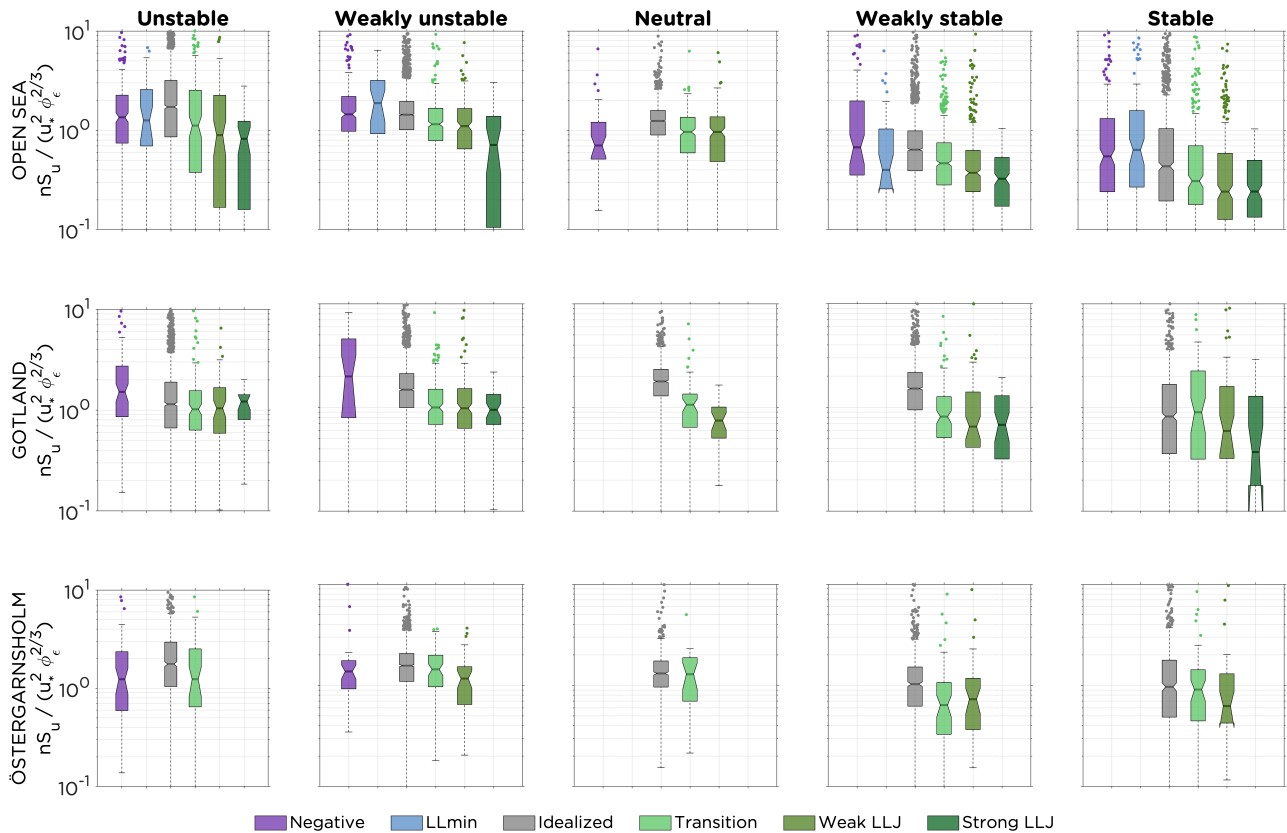 Unstable
Weakly unstable
Neutral
Weakly stable
Stable
OPEN SEA
nS_u / (u_*^2 ϕ_ϵ^{2/3})
10^1
10^0
10^-1
GOTLAND
nS_u / (u_*^2 ϕ_ϵ^{2/3})
10^1
10^0
10^-1
ÖSTERGARNSHOLM
nS_u / (u_*^2 ϕ_ϵ^{2/3})
10^1
10^0
10^-1
Negative LLmin Idealized Transition Weak LLJ Strong LLJ